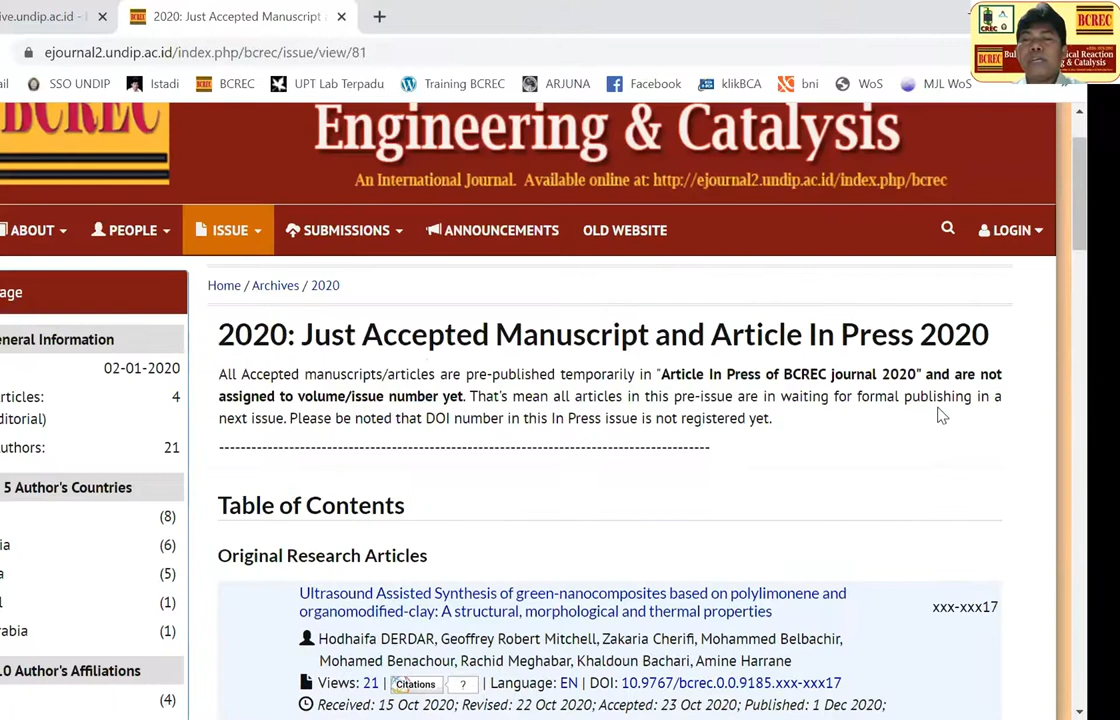 ive.undip.ac.id -
2020: Just Accepted Manuscript
ejournal2.undip.ac.id/index.php/bcrec/issue/view/81
ail SSO UNDIP Istadi BCREC UPT Lab Terpadu Training BCREC ARJUNA Facebook klikBCA bni WoS MJL WoS
CREC BCREC
BCREC
& Catalysis
BCREC
Engineering & Catalysis
An International Journal. Available online at: http://ejournal2.undip.ac.id/index.php/bcrec
ABOUT PEOPLE ISSUE SUBMISSIONS ANNOUNCEMENTS OLD WEBSITE LOGIN
age
Home / Archives / 2020
2020: Just Accepted Manuscript and Article In Press 2020
All Accepted manuscripts/articles are pre-published temporarily in "Article In Press of BCREC journal 2020" and are not
assigned to volume/issue number yet. That's mean all articles in this pre-issue are in waiting for formal publishing in a
next issue. Please be noted that DOI number in this In Press issue is not registered yet.
----------------------------------------------------------------------------------------------
eneral Information
02-01-2020
rticles: 4
ditorial)
uthors: 21
5 Author's Countries
(8)
ia (6)
a (5)
l (1)
rabia (1)
10 Author's Affiliations
(4)
Table of Contents
Original Research Articles
Ultrasound Assisted Synthesis of green-nanocomposites based on polylimonene and
organomodified-clay: A structural, morphological and thermal properties
xxx-xxx17
Hodhaifa DERDAR, Geoffrey Robert Mitchell, Zakaria Cherifi, Mohammed Belbachir,
Mohamed Benachour, Rachid Meghabar, Khaldoun Bachari, Amine Harrane
Views: 21 | Citations ? | Language: EN | DOI: 10.9767/bcrec.0.0.9185.xxx-xxx17
Received: 15 Oct 2020; Revised: 22 Oct 2020; Accepted: 23 Oct 2020; Published: 1 Dec 2020;